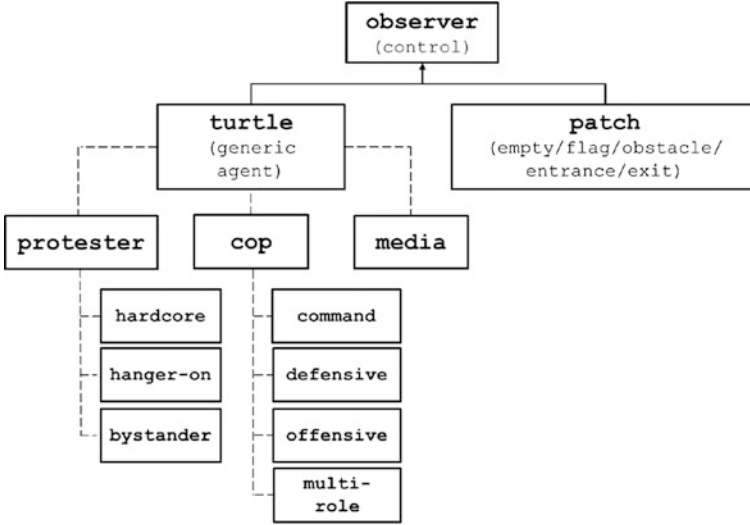 observer
(control)
turtle
(generic
agent)
patch
(empty/flag/obstacle/
entrance/exit)
protester
cop
media
hardcore
command
hanger-on
defensive
bystander
offensive
multi-
role